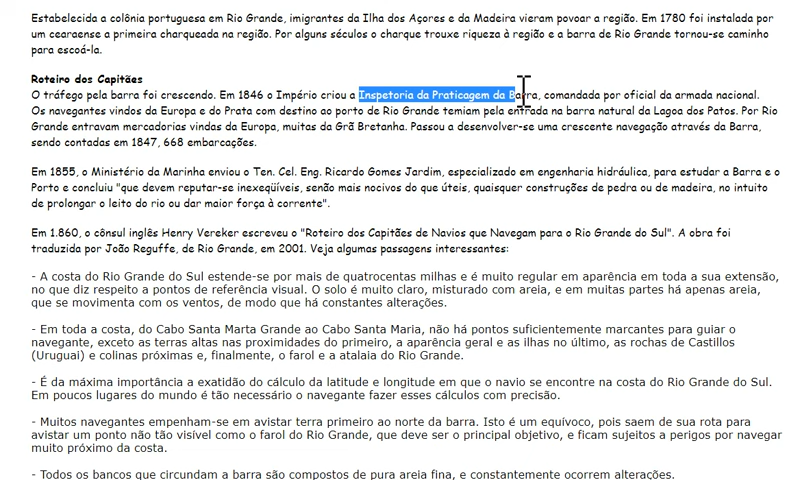 Estabelecida a colônia portuguesa em Rio Grande, imigrantes da Ilha dos Açores e da Madeira vieram povoar a região. Em 1780 foi instalada por
um cearaense a primeira charqueada na região. Por alguns séculos o charque trouxe riqueza à região e a barra de Rio Grande tornou-se caminho
para escoá-la.
Roteiro dos Capitães
O tráfego pela barra foi crescendo. Em 1846 o Império criou a Inspetoria da Praticagem da Barra, comandada por oficial da armada nacional.
Os navegantes vindos da Europa e do Prata com destino ao porto de Rio Grande temiam pela entrada na barra natural da Lagoa dos Patos. Por Rio
Grande entravam mercadorias vindas da Europa, muitas da Grã Bretanha. Passou a desenvolver-se uma crescente navegação através da Barra,
sendo contados em 1847, 668 embarcações.
Em 1855, o Ministério da Marinha enviou o Ten. Cel. Eng. Ricardo Gomes Jardim, especializado em engenharia hidráulica, para estudar a Barra e o
Porto e concluiu "que devem reputar-se inexeqüíveis, senão mais nocivos do que úteis, quaisquer construções de pedra ou de madeira, no intuito
de prolongar o leito do rio ou dar maior força à corrente".
Em 1.860, o cônsul inglês Henry Vereker escreveu o "Roteiro dos Capitães de Navios que Navegam para o Rio Grande do Sul". A obra foi
traduzida por João Reguffe, de Rio Grande, em 2001. Veja algumas passagens interessantes:
- A costa do Rio Grande do Sul estende-se por mais de quatrocentas milhas e é muito regular em aparência em toda a sua extensão,
no que diz respeito a pontos de referência visual. O solo é muito claro, misturado com areia, e em muitas partes há apenas areia,
que se movimenta com os ventos, de modo que há constantes alterações.
- Em toda a costa, do Cabo Santa Marta Grande ao Cabo Santa Maria, não há pontos suficientemente marcantes para guiar o
navegante, exceto as terras altas nas proximidades do primeiro, a aparência geral e as ilhas no último, as rochas de Castillos
(Uruguai) e colinas próximas e, finalmente, o farol e a atalaia do Rio Grande.
- É da máxima importância a exatidão do cálculo da latitude e longitude em que o navio se encontre na costa do Rio Grande do Sul.
Em poucos lugares do mundo é tão necessário o navegante fazer esses cálculos com precisão.
- Muitos navegantes empenham-se em avistar terra primeiro ao norte da barra. Isto é um equívoco, pois saem de sua rota para
avistar um ponto não tão visível como o farol do Rio Grande, que deve ser o principal objetivo, e ficam sujeitos a perigos por navegar
muito próximo da costa.
- Todos os bancos que circundam a barra são compostos de pura areia fina, e constantemente ocorrem alterações.